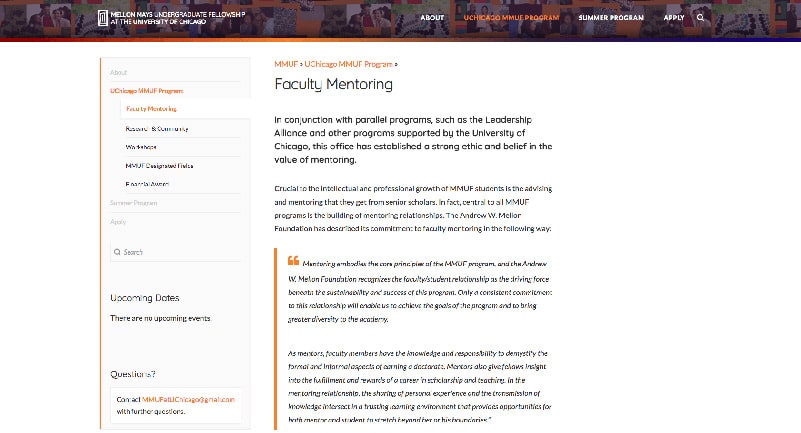 MELLON MAYS UNDERGRADUATE FELLOWSHIP
AT THE UNIVERSITY OF CHICAGO
ABOUT
UCHICAGO MMUF PROGRAM
SUMMER PROGRAM
APPLY
About
UChicago MMUF Program
Faculty Mentoring
Research & Community
Workshops
MMUF Designated Fields
Financial Award
Summer Program
Apply
Search
Upcoming Dates
There are no upcoming events.
Questions?
Contact MMUFatUChicago@gmail.com
with further questions.
MMUF » UChicago MMUF Program »
Faculty Mentoring
In conjunction with parallel programs, such as the Leadership
Alliance and other programs supported by the University of
Chicago, this office has established a strong ethic and belief in the
value of mentoring.
Crucial to the intellectual and professional growth of MMUF students is the advising
and mentoring that they get from senior scholars. In fact, central to all MMUF
programs is the building of mentoring relationships. The Andrew W. Mellon
Foundation has described its commitment to faculty mentoring in the following way:
“ Mentoring embodies the core principles of the MMUF program, and the Andrew
W. Mellon Foundation recognizes the faculty/student relationship as the driving force
beneath the sustainability and success of this program. Only a consistent commitment
to this relationship will enable us to achieve the goals of the program and to bring
greater diversity to the academy.
As mentors, faculty members have the knowledge and responsibility to demystify the
formal and informal aspects of earning a doctorate. Mentors also give fellows insight
into the fulfillment and rewards of a career in scholarship and teaching. In the
mentoring relationship, the sharing of personal experience and the transmission of
knowledge intersect in a trusting learning environment that provides opportunities for
both mentor and student to stretch beyond her or his boundaries."